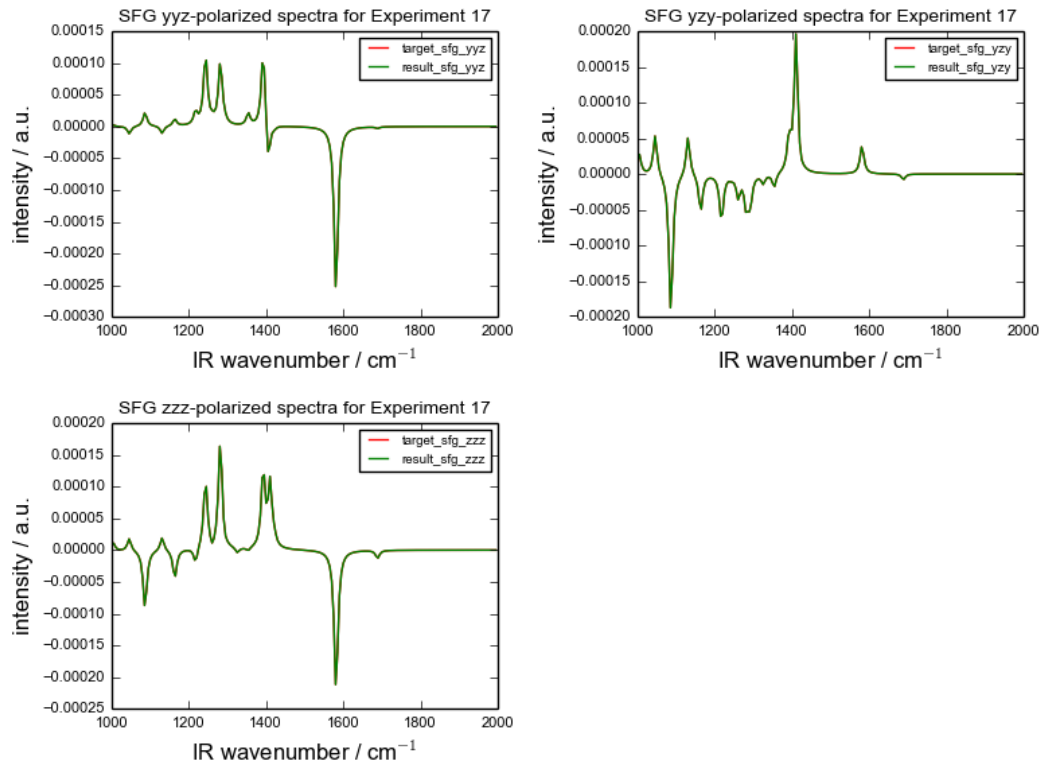 SFG yyz-polarized spectra for Experiment 17
0.00015
0.00010
0.00005
0.00000
−0.00005
−0.00010
−0.00015
−0.00020
−0.00025
−0.00030
intensity / a.u.
target_sfg_yyz
result_sfg_yyz
1000 1200 1400 1600 1800 2000
IR wavenumber / cm⁻¹
SFG yzy-polarized spectra for Experiment 17
0.00020
0.00015
0.00010
0.00005
0.00000
−0.00005
−0.00010
−0.00015
−0.00020
intensity / a.u.
target_sfg_yzy
result_sfg_yzy
1000 1200 1400 1600 1800 2000
IR wavenumber / cm⁻¹
SFG zzz-polarized spectra for Experiment 17
0.00020
0.00015
0.00010
0.00005
0.00000
−0.00005
−0.00010
−0.00015
−0.00020
−0.00025
intensity / a.u.
target_sfg_zzz
result_sfg_zzz
1000 1200 1400 1600 1800 2000
IR wavenumber / cm⁻¹